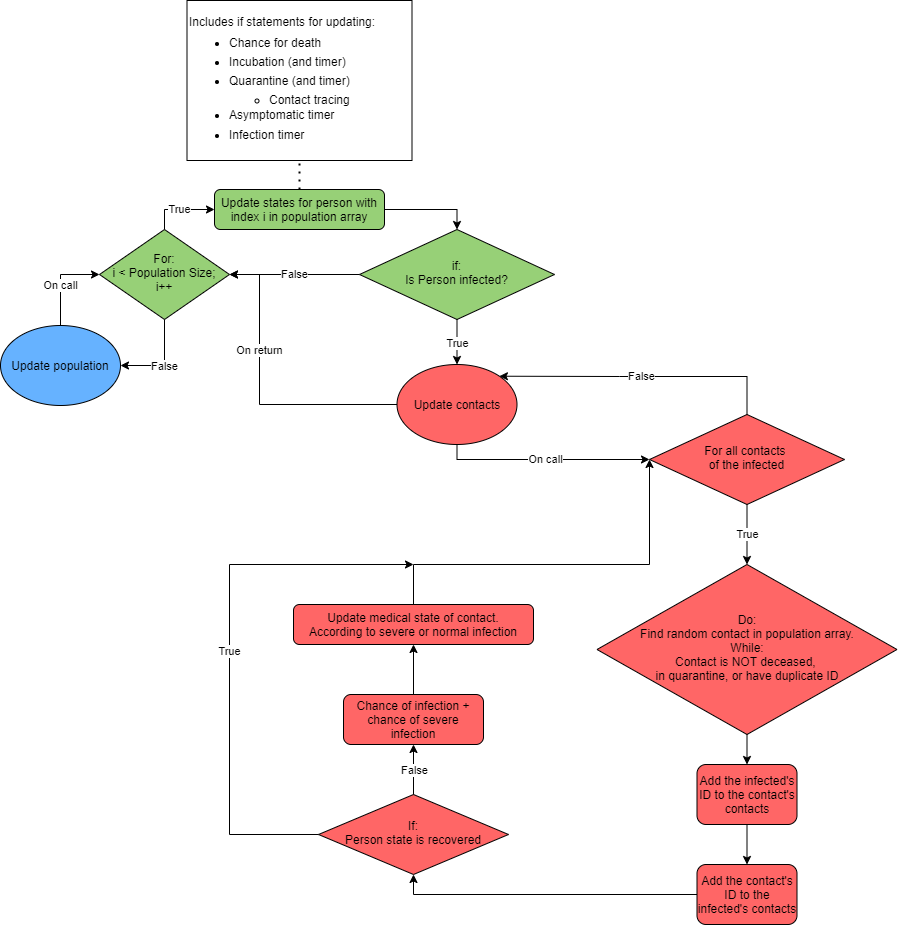 Includes if statements for updating:
Chance for death
Incubation (and timer)
Quarantine (and timer)
Contact tracing
Asymptomatic timer
Infection timer
True
Update states for person with
index i in population array
For:
i < Population Size;
i++
False
if:
Is Person infected?
On call
On return
True
Update population
False
False
Update contacts
For all contacts
of the infected
On call
True
Do:
Find random contact in population array.
While:
Contact is NOT deceased,
in quarantine, or have duplicate ID
Update medical state of contact.
According to severe or normal infection
True
Chance of infection +
chance of severe
infection
False
Add the infected's
ID to the contact's
contacts
If:
Person state is recovered
Add the contact's
ID to the
infected's contacts